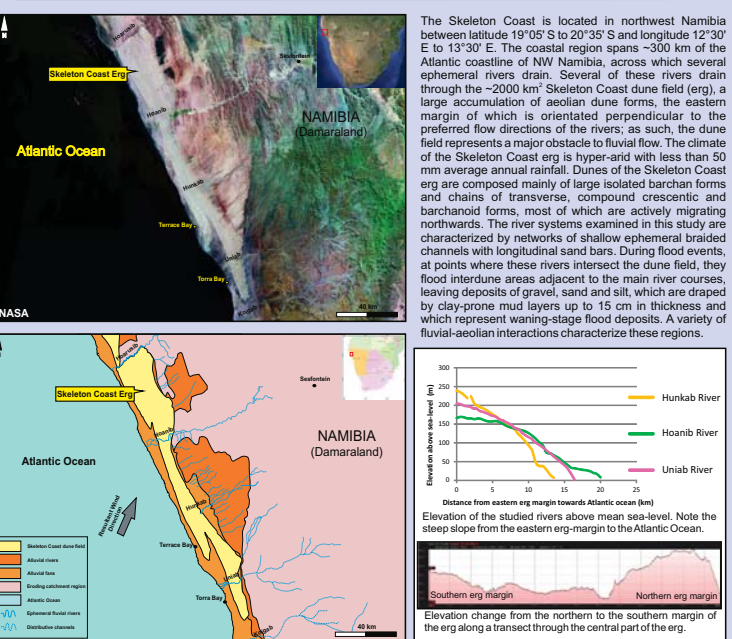 N
Hoarusib
Sesfontein
Skeleton Coast Erg
Hoanib
NAMIBIA
(Damaraland)
Atlantic Ocean
Hunkab
Terrace Bay
Uniab
Torra Bay
Koigab
40 km
NASA
The Skeleton Coast is located in northwest Namibia
between latitude 19°05' S to 20°35' S and longitude 12°30'
E to 13°30' E. The coastal region spans ~300 km of the
Atlantic coastline of NW Namibia, across which several
ephemeral rivers drain. Several of these rivers drain
through the ~2000 km² Skeleton Coast dune field (erg), a
large accumulation of aeolian dune forms, the eastern
margin of which is orientated perpendicular to the
preferred flow directions of the rivers; as such, the dune
field represents a major obstacle to fluvial flow. The climate
of the Skeleton Coast erg is hyper-arid with less than 50
mm average annual rainfall. Dunes of the Skeleton Coast
erg are composed mainly of large isolated barchan forms
and chains of transverse, compound crescentic and
barchanoid forms, most of which are actively migrating
northwards. The river systems examined in this study are
characterized by networks of shallow ephemeral braided
channels with longitudinal sand bars. During flood events,
at points where these rivers intersect the dune field, they
flood interdune areas adjacent to the main river courses,
leaving deposits of gravel, sand and silt, which are draped
by clay-prone mud layers up to 15 cm in thickness and
which represent waning-stage flood deposits. A variety of
fluvial-aeolian interactions characterize these regions.
Hoarusib
Sesfontein
Skeleton Coast Erg
Hoanib
NAMIBIA
(Damaraland)
Atlantic Ocean
Hunkab
Resultant Wind
Direction
Terrace Bay
Uniab
Torra Bay
Koigab
40 km
Skeleton Coast dune field
Alluvial rivers
Alluvial fans
Eroding catchment region
Atlantic Ocean
Ephemeral fluvial rivers
Distributive channels
Elevation above sea-level (m)
300
250
200
150
100
50
0
0 5 10 15 20 25
Distance from eastern erg margin towards Atlantic ocean (km)
Hunkab River
Hoanib River
Uniab River
Elevation of the studied rivers above mean sea-level. Note the
steep slope from the eastern erg-margin to the Atlantic Ocean.
Southern erg margin
Northern erg margin
Elevation change from the northern to the southern margin of
the erg along a transect through the central part of the erg.